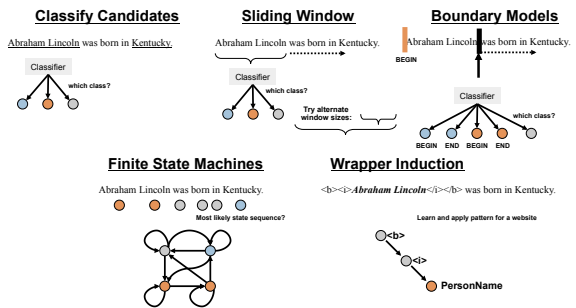 Classify Candidates
Abraham Lincoln was born in Kentucky.
Classifier
which class?
Sliding Window
Abraham Lincoln was born in Kentucky.
Classifier
which class?
Try alternate
window sizes:
Boundary Models
Abraham Lincoln was born in Kentucky.
BEGIN
Classifier
which class?
BEGIN END BEGIN END
Finite State Machines
Abraham Lincoln was born in Kentucky.
Most likely state sequence?
Wrapper Induction
<b><i>Abraham Lincoln</i></b> was born in Kentucky.
Learn and apply pattern for a website
<b>
<i>
PersonName